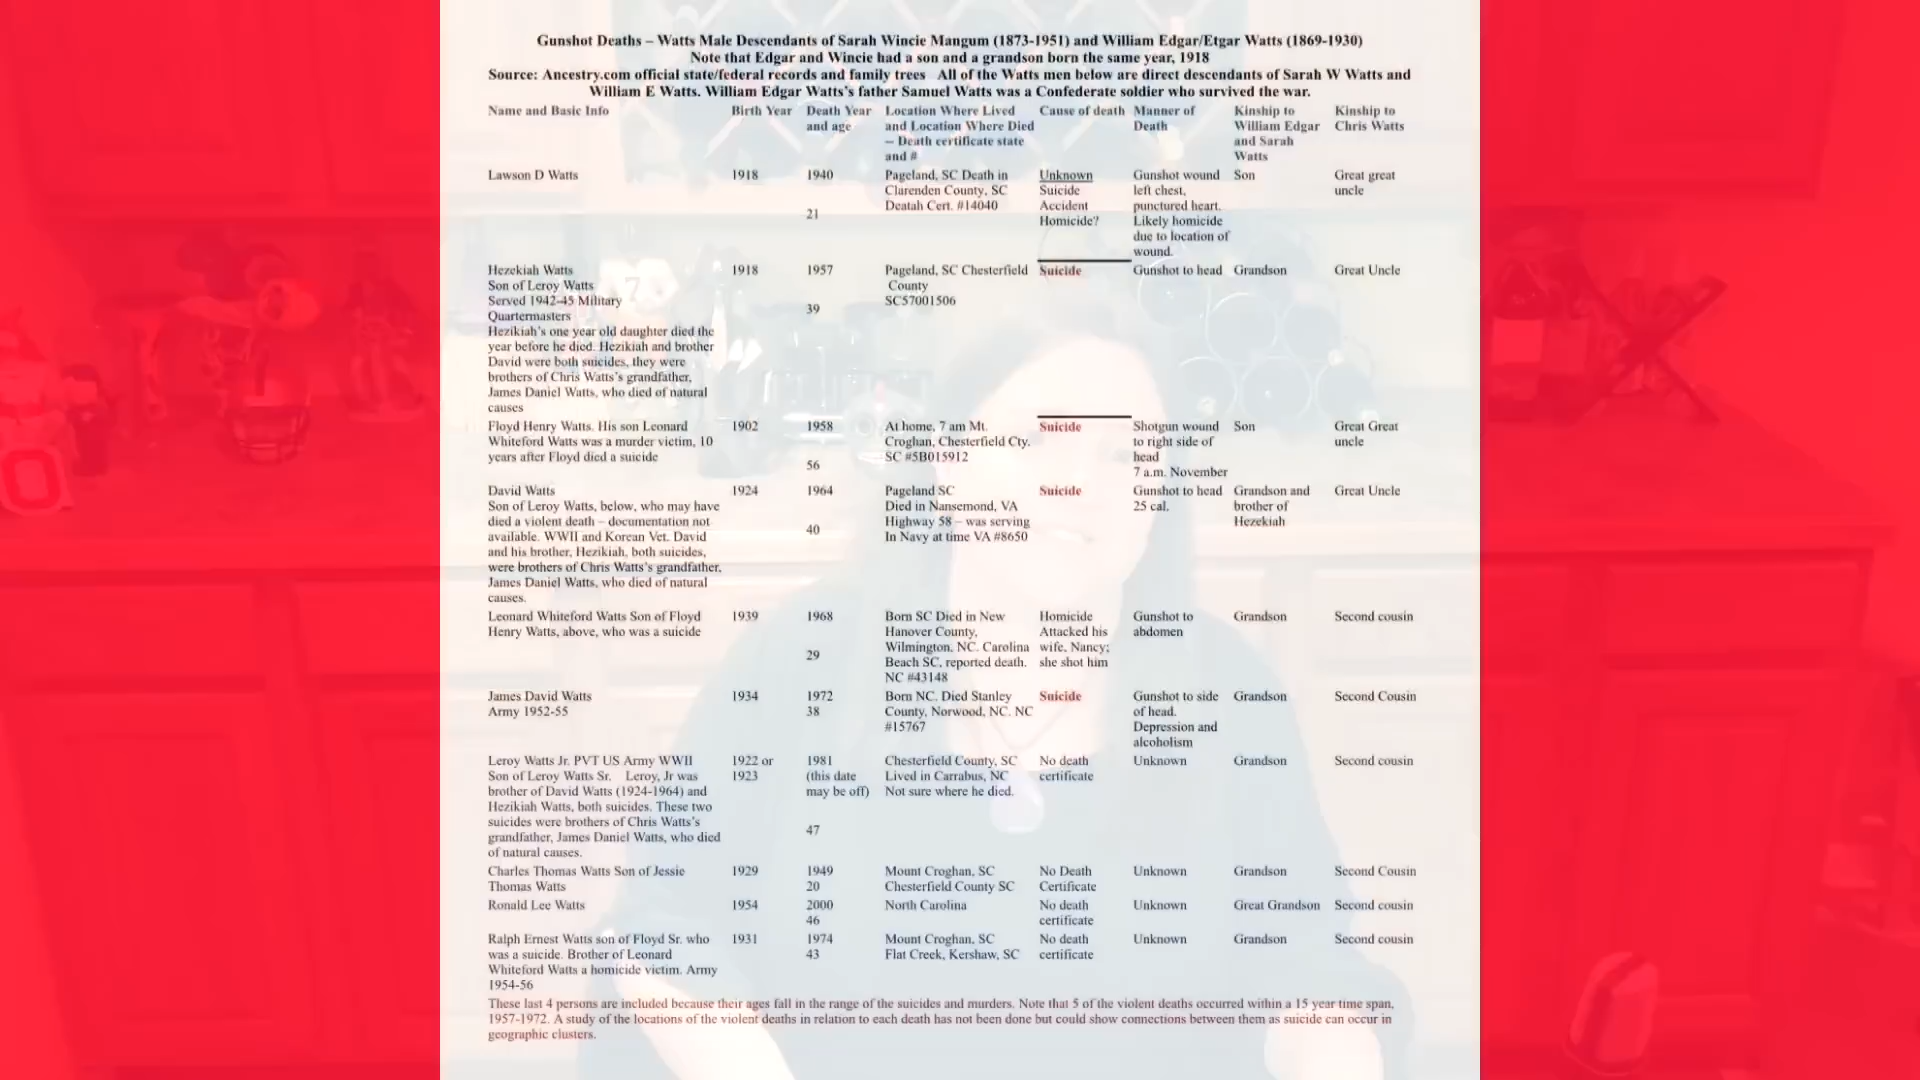 Gunshot Deaths – Watts Male Descendants of Sarah Wincie Mangum (1873-1951) and William Edgar/Etgar Watts (1869-1930)
Note that Edgar and Wincie had a son and a grandson born the same year, 1918
Source: Ancestry.com official state/federal records and family trees All of the Watts men below are direct descendants of Sarah W Watts and
William E Watts. William Edgar Watts's father Samuel Watts was a Confederate soldier who survived the war.
Name and Basic Info Birth Year Death Year Location Where Lived Cause of death Manner of Kinship to Kinship to
and age and Location Where Died Death William Edgar Chris Watts
– Death certificate state and Sarah
and # Watts
Lawson D Watts 1918 1940 Pageland, SC Death in Unknown Gunshot wound Son Great great
Clarenden County, SC Suicide left chest, uncle
21 Deatah Cert. #14040 Accident punctured heart.
Homicide? Likely homicide
due to location of
wound.
Hezekiah Watts 1918 1957 Pageland, SC Chesterfield Suicide Gunshot to head Grandson Great Uncle
Son of Leroy Watts County
Served 1942-45 Military 39 SC57001506
Quartermasters
Hezikiah's one year old daughter died the
year before he died. Hezikiah and brother
David were both suicides, they were
brothers of Chris Watts's grandfather,
James Daniel Watts, who died of natural
causes
Floyd Henry Watts. His son Leonard 1902 1958 At home, 7 am Mt. Suicide Shotgun wound Son Great Great
Whiteford Watts was a murder victim, 10 Croghan, Chesterfield Cty. to right side of uncle
years after Floyd died a suicide 56 SC #5B015912 head
7 a.m. November
David Watts 1924 1964 Pageland SC Suicide Gunshot to head Grandson and Great Uncle
Son of Leroy Watts, below, who may have Died in Nansemond, VA 25 cal. brother of
died a violent death – documentation not 40 Highway 58 – was serving Hezekiah
available. WWII and Korean Vet. David In Navy at time VA #8650
and his brother, Hezikiah, both suicides,
were brothers of Chris Watts's grandfather,
James Daniel Watts, who died of natural
causes.
Leonard Whiteford Watts Son of Floyd 1939 1968 Born SC Died in New Homicide Gunshot to Grandson Second cousin
Henry Watts, above, who was a suicide Hanover County, Attacked his abdomen
29 Wilmington, NC. Carolina wife, Nancy;
Beach SC, reported death. she shot him
NC #43148
James David Watts 1934 1972 Born NC. Died Stanley Suicide Gunshot to side Grandson Second Cousin
Army 1952-55 38 County, Norwood, NC. NC of head.
#15767 Depression and
alcoholism
Leroy Watts Jr. PVT US Army WWII 1922 or 1981 Chesterfield County, SC No death Unknown Grandson Second cousin
Son of Leroy Watts Sr. Leroy, Jr was 1923 (this date Lived in Carrabus, NC certificate
brother of David Watts (1924-1964) and may be off) Not sure where he died.
Hezikiah Watts, both suicides. These two
suicides were brothers of Chris Watts's 47
grandfather, James Daniel Watts, who died
of natural causes.
Charles Thomas Watts Son of Jessie 1929 1949 Mount Croghan, SC No Death Unknown Grandson Second Cousin
Thomas Watts 20 Chesterfield County SC Certificate
Ronald Lee Watts 1954 2000 North Carolina No death Unknown Great Grandson Second cousin
46 certificate
Ralph Ernest Watts son of Floyd Sr. who 1931 1974 Mount Croghan, SC No death Unknown Grandson Second cousin
was a suicide. Brother of Leonard 43 Flat Creek, Kershaw, SC certificate
Whiteford Watts a homicide victim. Army
1954-56
These last 4 persons are included because their ages fall in the range of the suicides and murders. Note that 5 of the violent deaths occurred within a 15 year time span,
1957-1972. A study of the locations of the violent deaths in relation to each death has not been done but could show connections between them as suicide can occur in
geographic clusters.